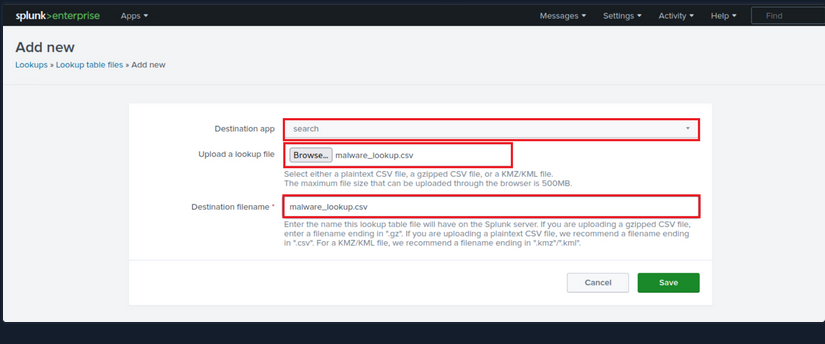 splunk>enterprise Apps Messages Settings Activity Help Find
Add new
Lookups » Lookup table files » Add new
Destination app search
Upload a lookup file Browse... malware_lookup.csv
Select either a plaintext CSV file, a gzipped CSV file, or a KMZ/KML file.
The maximum file size that can be uploaded through the browser is 500MB.
Destination filename * malware_lookup.csv
Enter the name this lookup table file will have on the Splunk server. If you are uploading a gzipped CSV file,
enter a filename ending in ".gz". If you are uploading a plaintext CSV file, we recommend a filename ending
in ".csv". For a KMZ/KML file, we recommend a filename ending in ".kmz"/".kml".
Cancel Save